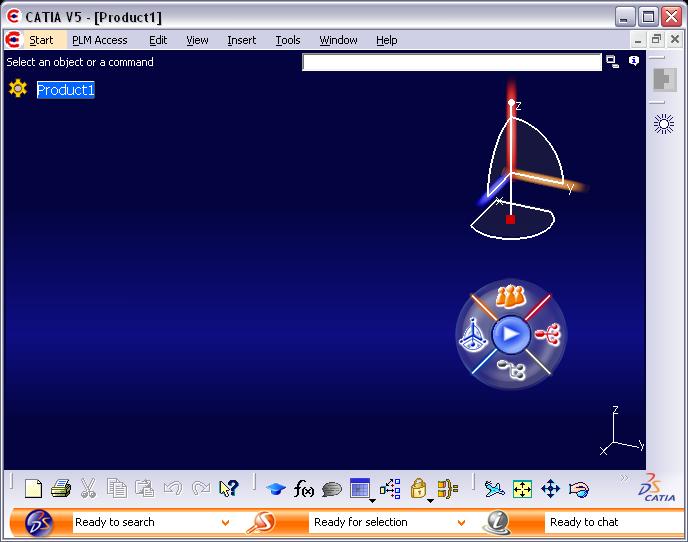 CATIA V5 - [Product1]
Start PLM Access Edit View Insert Tools Window Help
Select an object or a command
Product1
z
y
x
z
y
x
f(x)
?
DS CATIA
Ready to search Ready for selection Ready to chat